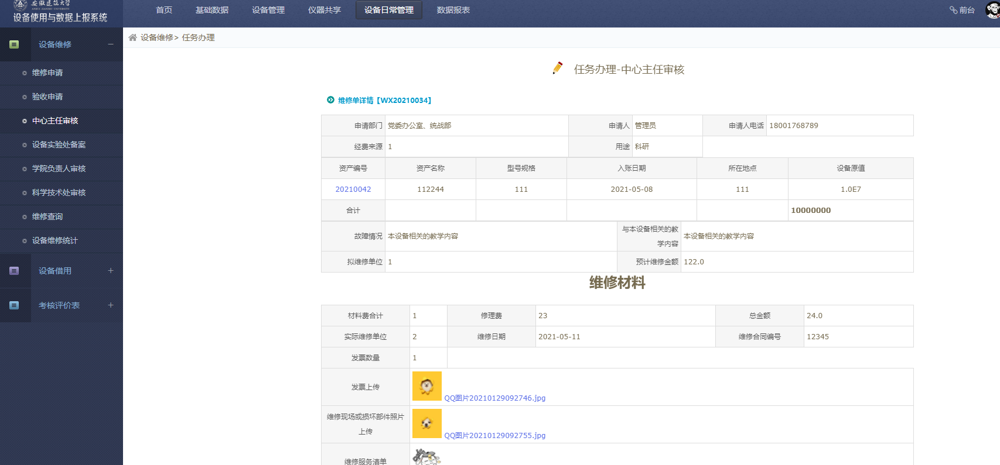 安徽建筑大学
设备使用与数据上报系统
首页 基础数据 设备管理 仪器共享 设备日常管理 数据报表 前台
设备维修 −
维修申请
验收申请
中心主任审核
设备实验处备案
学院负责人审核
科学技术处审核
维修查询
设备维修统计
设备借用 +
考核评价表 +
设备维修> 任务办理
任务办理-中心主任审核
维修单详情【WX20210034】
申请部门 党委办公室、统战部 申请人 管理员 申请人电话 18001768789
经费来源 1 用途 科研
资产编号 资产名称 型号规格 入账日期 所在地点 设备原值
20210042 112244 111 2021-05-08 111 1.0E7
合计 10000000
故障情况 本设备相关的教学内容 与本设备相关的教
学内容 本设备相关的教学内容
拟维修单位 1 预计维修金额 122.0
维修材料
材料费合计 1 修理费 23 总金额 24.0
实际维修单位 2 维修日期 2021-05-11 维修合同编号 12345
发票数量 1
发票上传 QQ图片20210129092746.jpg
维修现场或损坏部件照片
上传 QQ图片20210129092755.jpg
维修服务清单